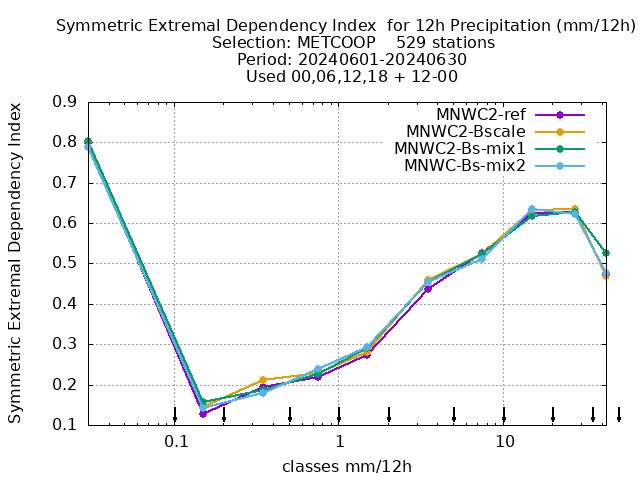 Symmetric Extremal Dependency Index  for 12h Precipitation (mm/12h)
Selection: METCOOP    529 stations
Period: 20240601-20240630
Used 00,06,12,18 + 12-00
MNWC2-ref
MNWC2-Bscale
MNWC2-Bs-mix1
MNWC-Bs-mix2
Symmetric Extremal Dependency Index
0.9
0.8
0.7
0.6
0.5
0.4
0.3
0.2
0.1
0.1 1 10
classes mm/12h